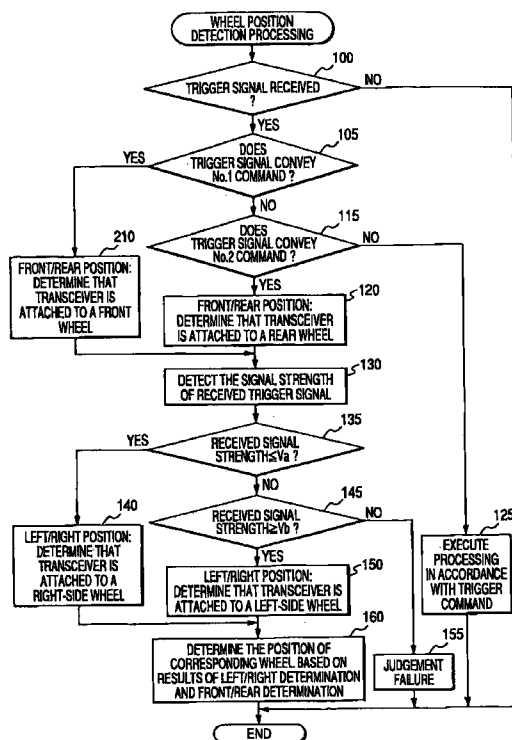 WHEEL POSITION
DETECTION PROCESSING
100
TRIGGER SIGNAL RECEIVED
?
NO
YES
105
DOES
TRIGGER SIGNAL CONVEY
No.1 COMMAND ?
YES
NO
115
DOES
TRIGGER SIGNAL CONVEY
No.2 COMMAND ?
NO
YES
210
FRONT/REAR POSITION:
DETERMINE THAT
TRANSCEIVER IS
ATTACHED TO A FRONT
WHEEL
120
FRONT/REAR POSITION:
DETERMINE THAT TRANSCEIVER
IS ATTACHED TO A REAR WHEEL
130
DETECT THE SIGNAL STRENGTH
OF RECEIVED TRIGGER SIGNAL
135
RECEIVED SIGNAL
STRENGTH≦Va ?
YES
NO
145
RECEIVED SIGNAL
STRENGTH≧Vb ?
NO
YES
140
LEFT/RIGHT POSITION:
DETERMINE THAT
TRANSCEIVER IS
ATTACHED TO A
RIGHT-SIDE WHEEL
150
LEFT/RIGHT POSITION:
DETERMINE THAT TRANSCEIVER
IS ATTACHED TO A LEFT-SIDE WHEEL
125
EXECUTE
PROCESSING
IN ACCORDANCE
WITH TRIGGER
COMMAND
160
DETERMINE THE POSITION OF
CORRESPONDING WHEEL BASED ON
RESULTS OF LEFT/RIGHT DETERMINATION
AND FRONT/REAR DETERMINATION
155
JUDGEMENT
FAILURE
END